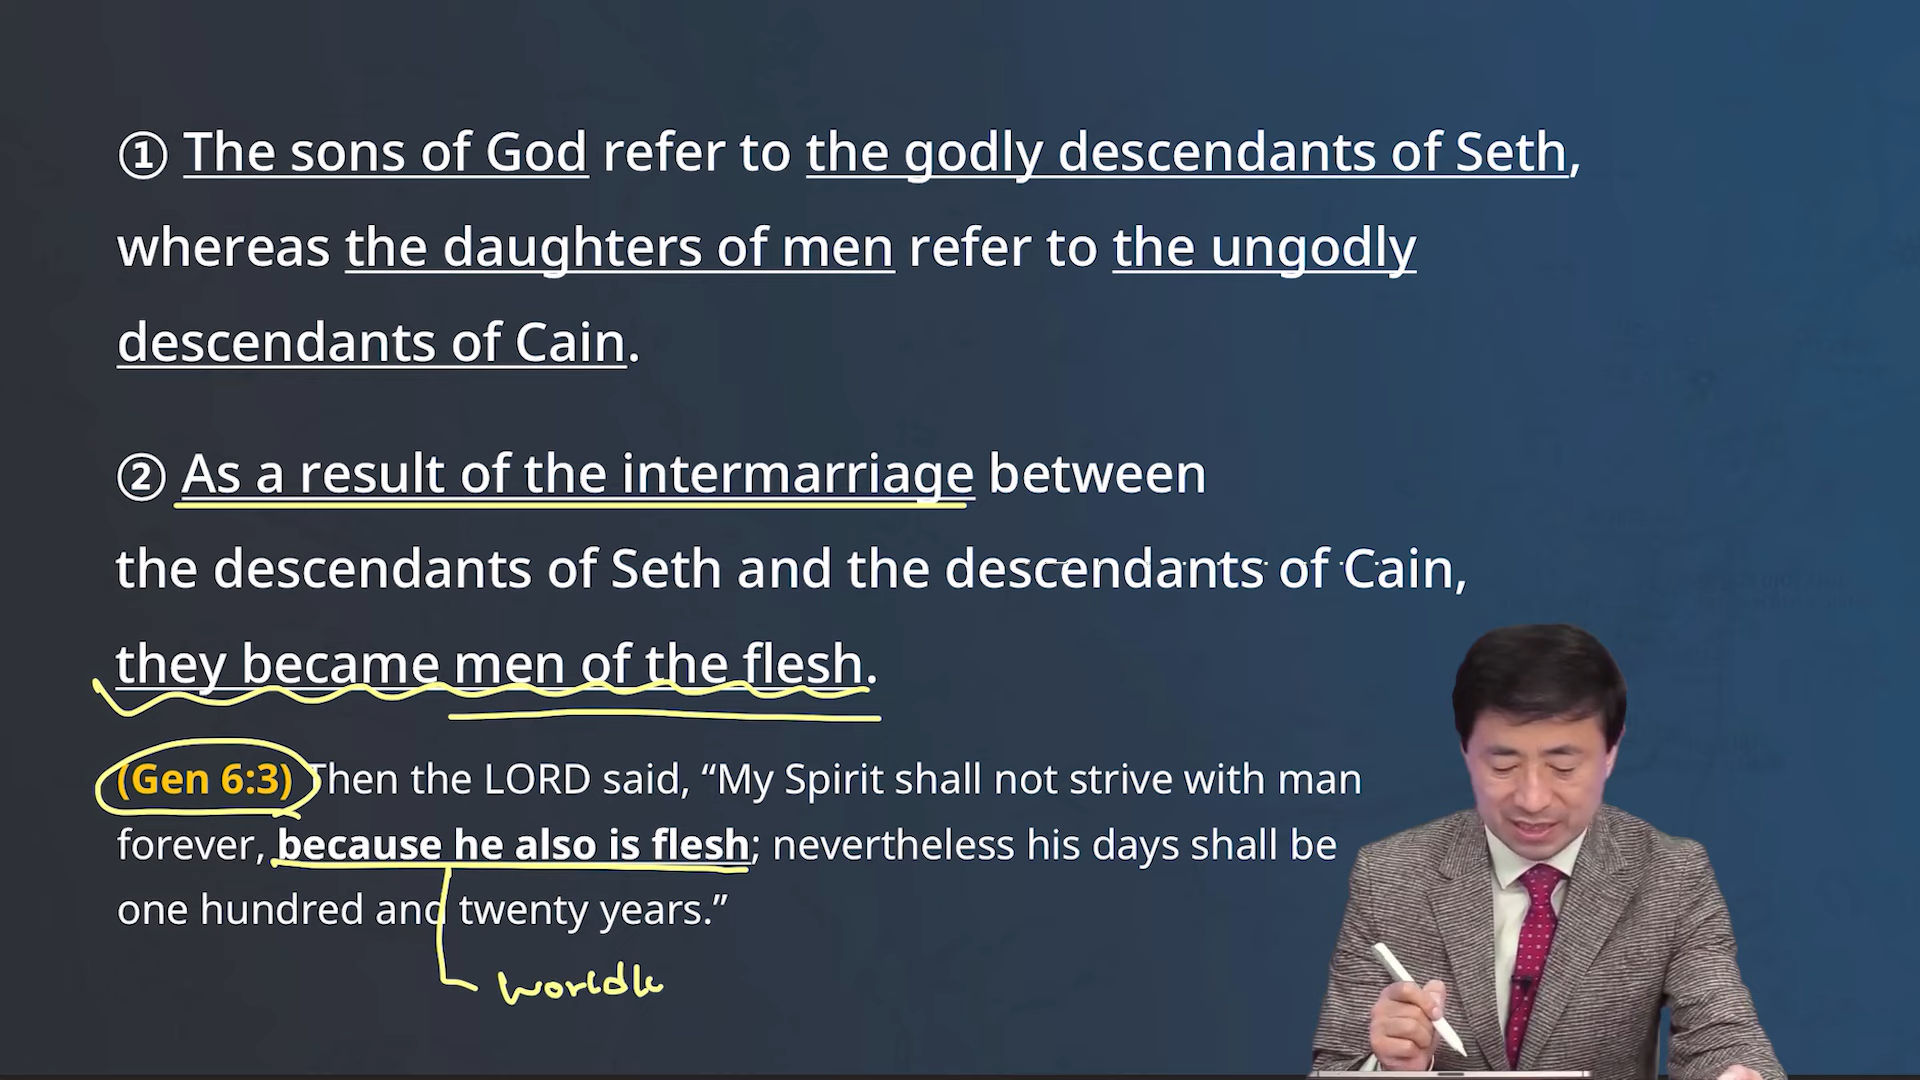 ① The sons of God refer to the godly descendants of Seth,
whereas the daughters of men refer to the ungodly
descendants of Cain.
② As a result of the intermarriage between
the descendants of Seth and the descendants of Cain,
they became men of the flesh.
(Gen 6:3) Then the LORD said, “My Spirit shall not strive with man
forever, because he also is flesh; nevertheless his days shall be
one hundred and twenty years.”